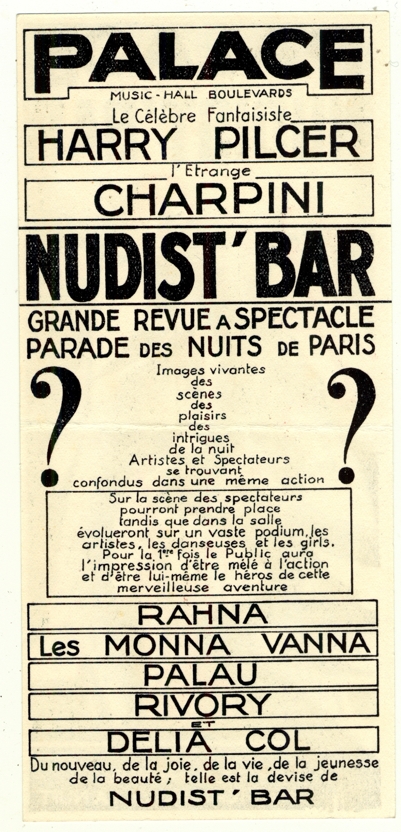 PALACE
MUSIC-HALL BOULEVARDS
Le Célèbre Fantaisiste
HARRY PILCER
l'Etrange
CHARPINI
NUDIST' BAR
GRANDE REVUE A SPECTACLE
PARADE DES NUITS DE PARIS
? ?
Images vivantes
des
scènes
des
plaisirs
des
intrigues
de la nuit
Artistes et Spectateurs
se trouvant
confondus dans une même action
Sur la scène des spectateurs
pourront prendre place
tandis que dans la salle
évolueront sur un vaste podium, les
artistes, les danseuses et les girls.
Pour la 1ère fois le Public aura
l'impression d'être mêlé à l'action
et d'être lui-même le héros de cette
merveilleuse aventure
RAHNA
Les MONNA VANNA
PALAU
RIVORY
ET
DELIA COL
Du nouveau, de la joie, de la vie, de la jeunesse
de la beauté; telle est la devise de
NUDIST' BAR